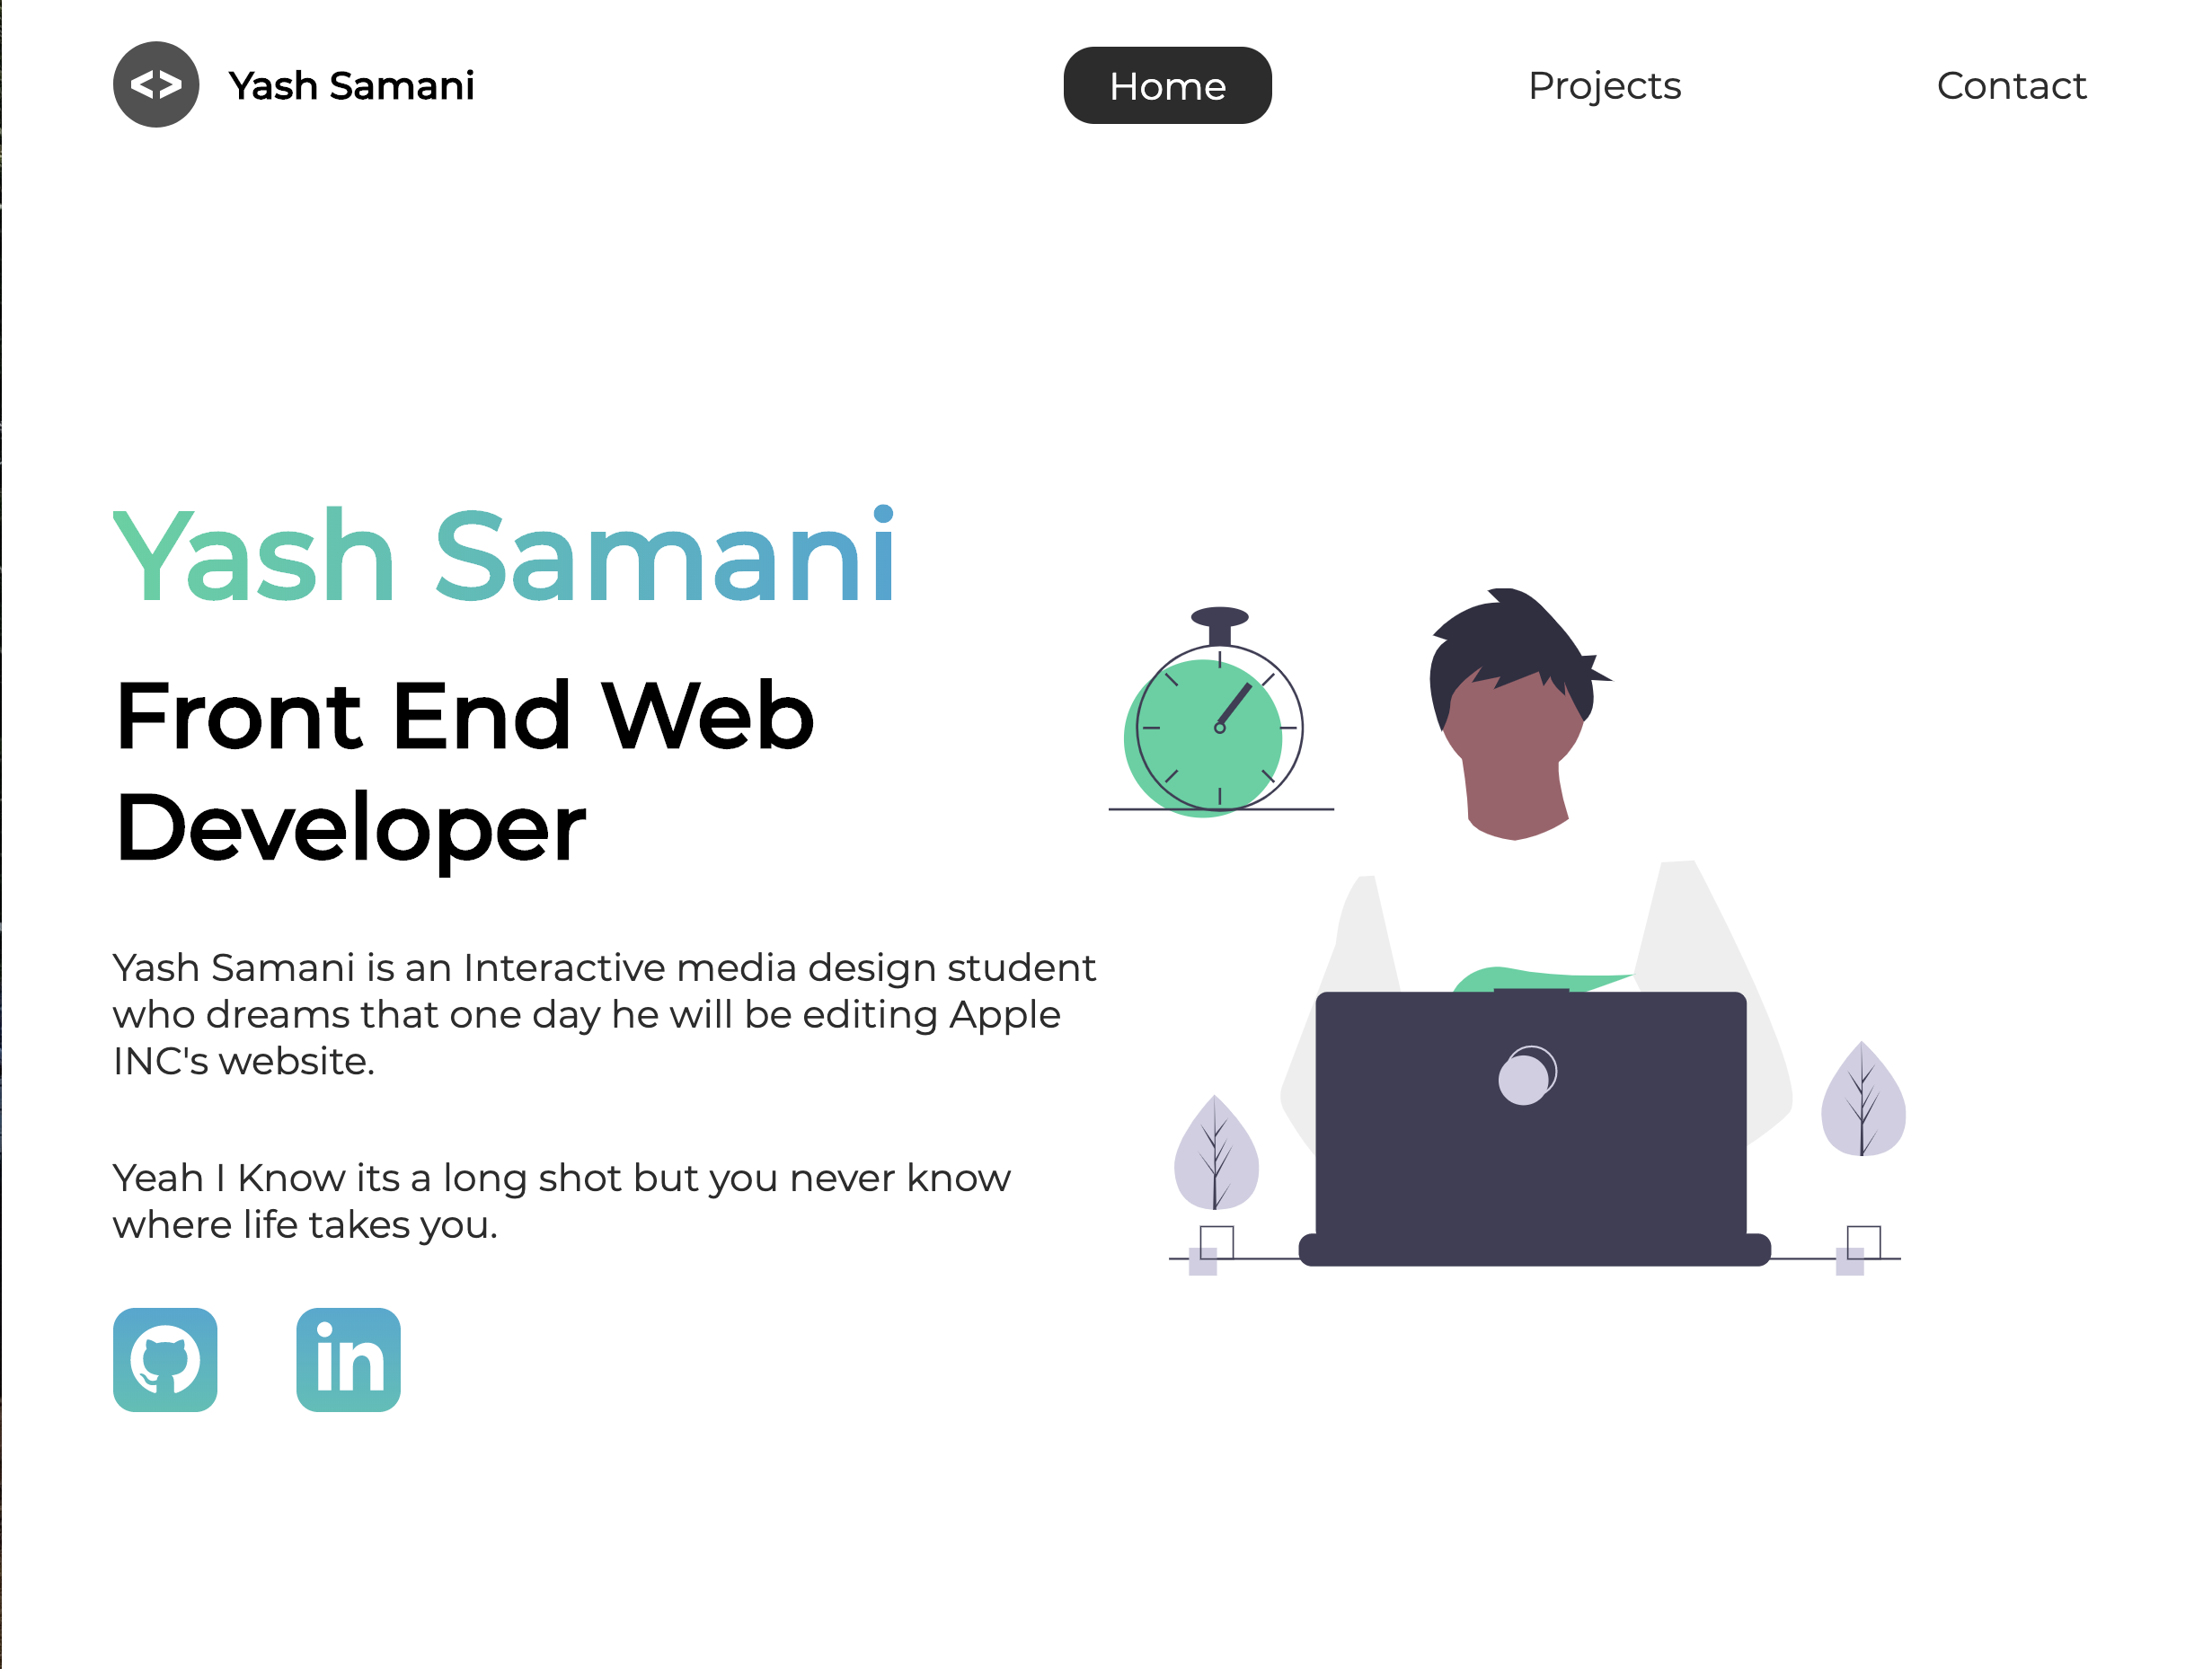 <> Yash Samani
Home
Projects
Contact
Yash Samani
Front End Web
Developer
Yash Samani is an Interactive media design student
who dreams that one day he will be editing Apple
INC's website.
Yeah I Know its a long shot but you never know
where life takes you.
in